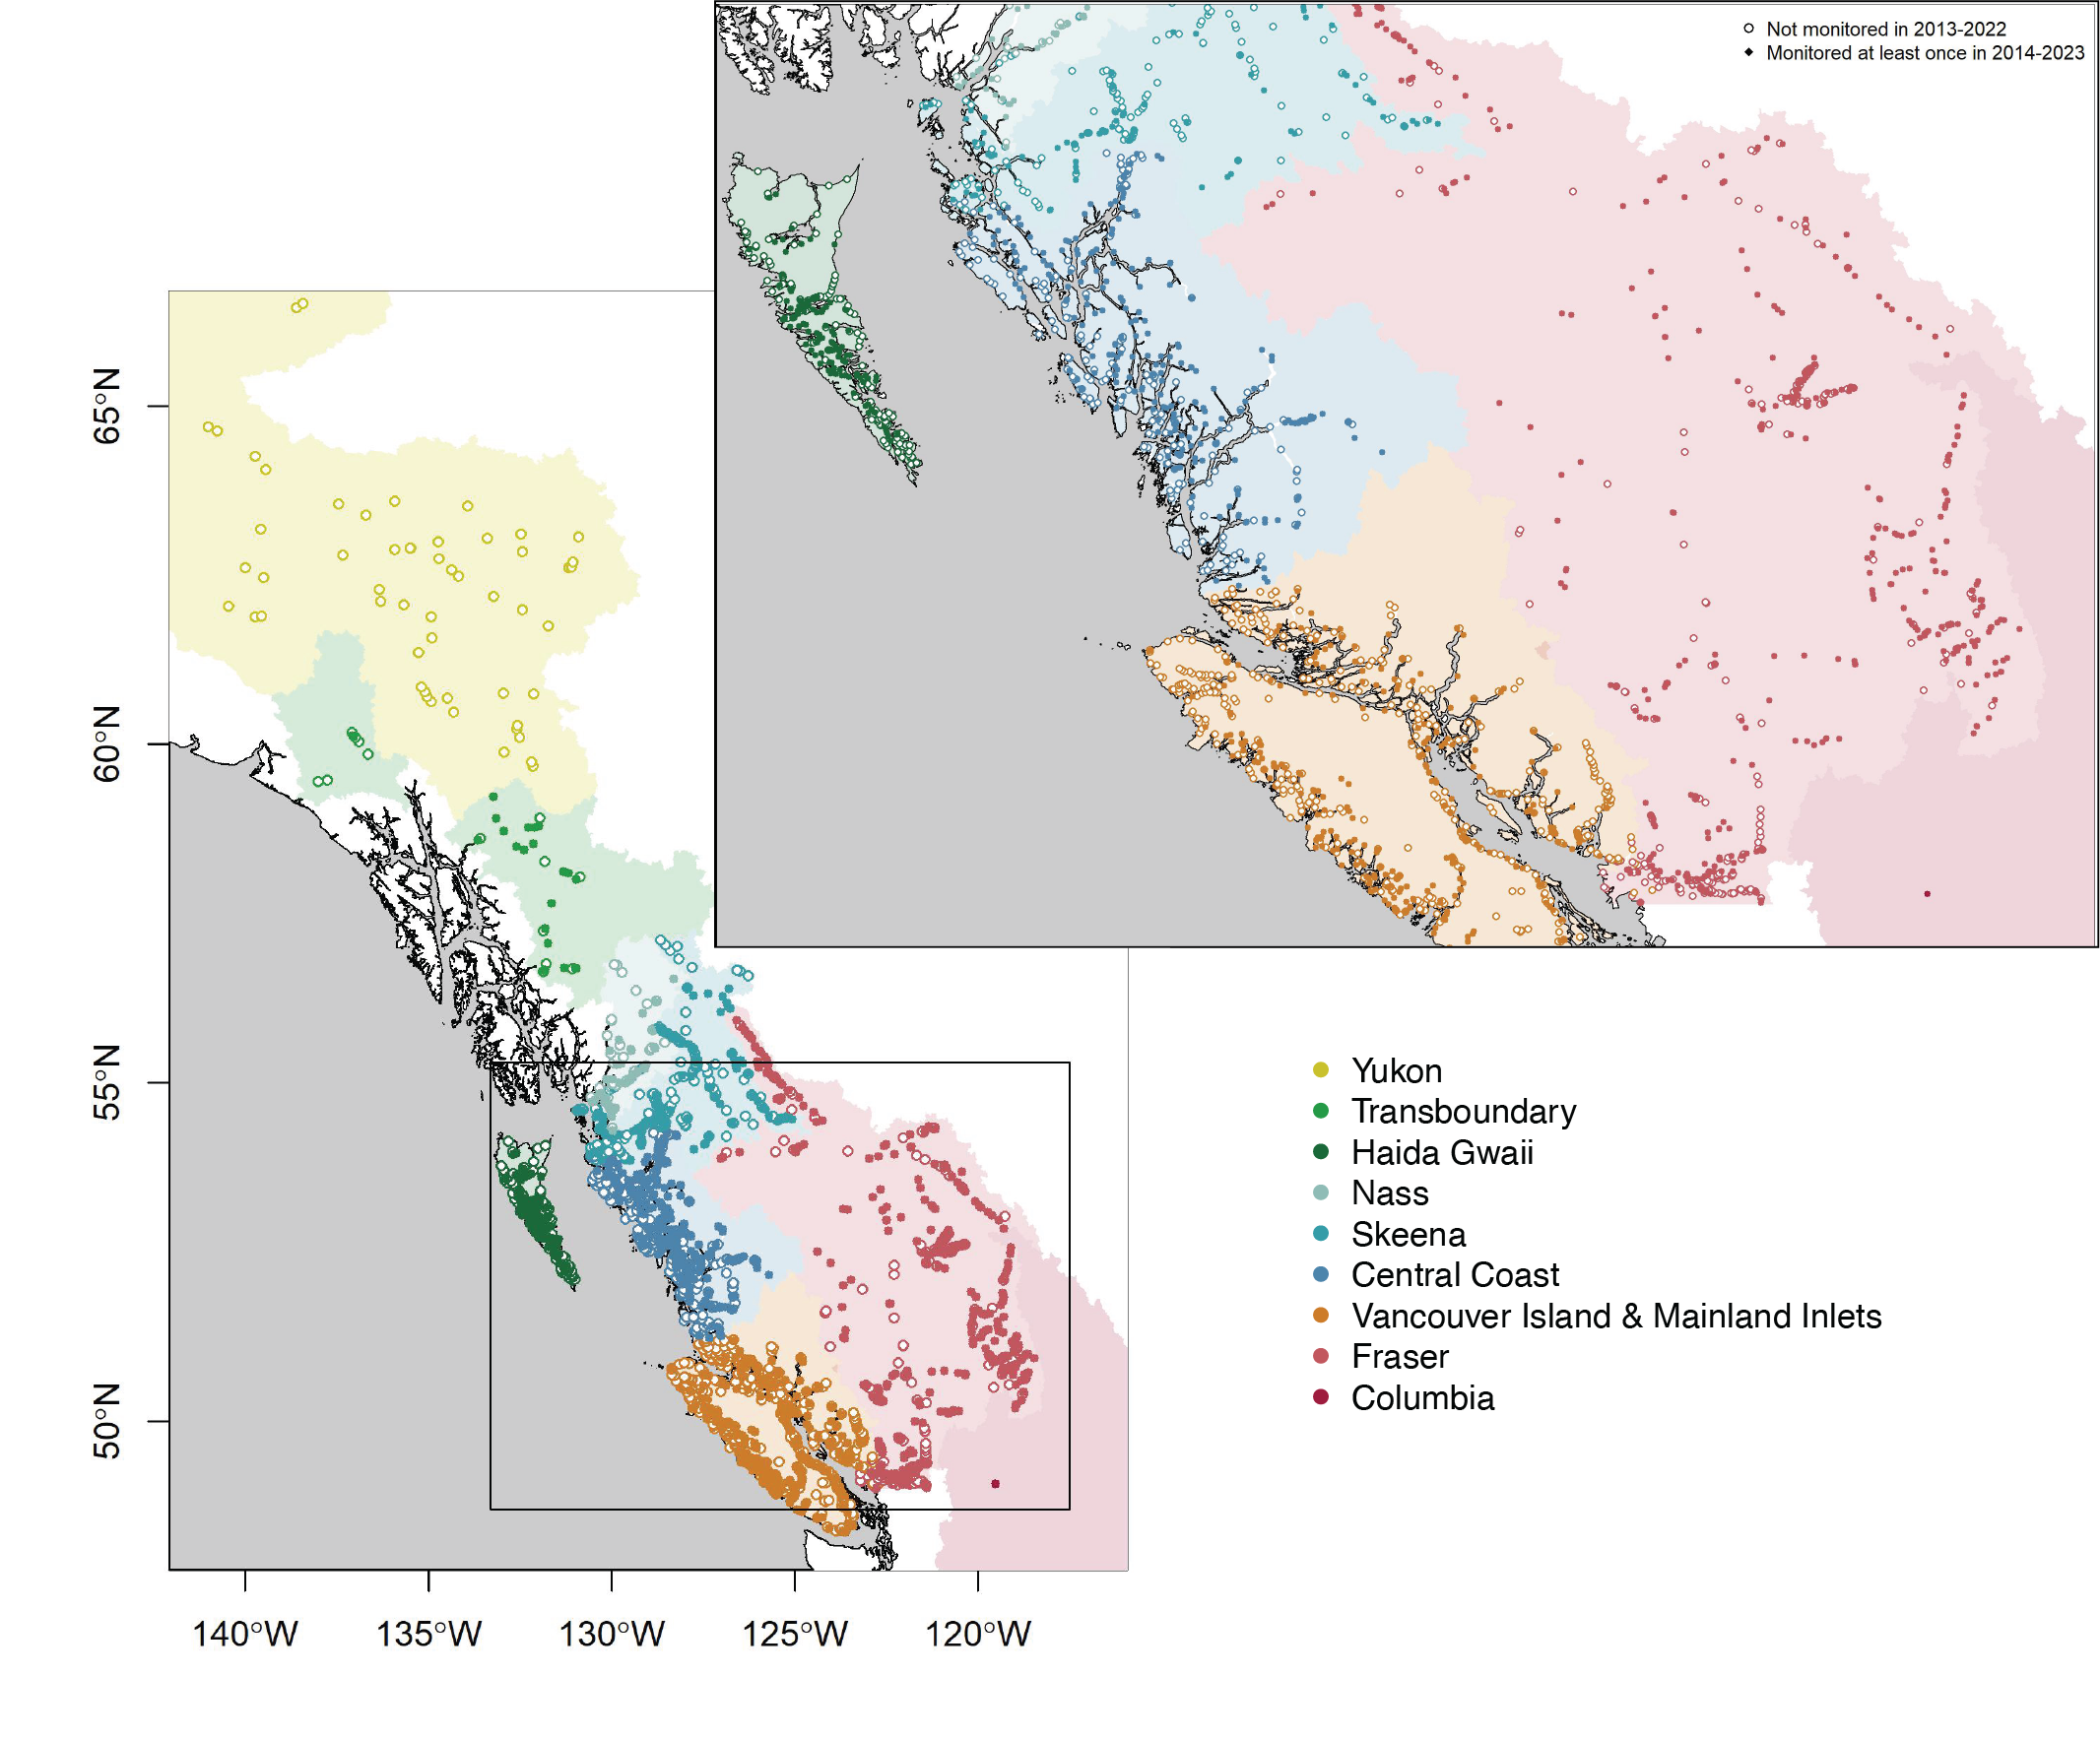 Not monitored in 2013-2022
Monitored at least once in 2014-2023
65°N
60°N
55°N
50°N
140°W
135°W
130°W
125°W
120°W
Yukon
Transboundary
Haida Gwaii
Nass
Skeena
Central Coast
Vancouver Island & Mainland Inlets
Fraser
Columbia